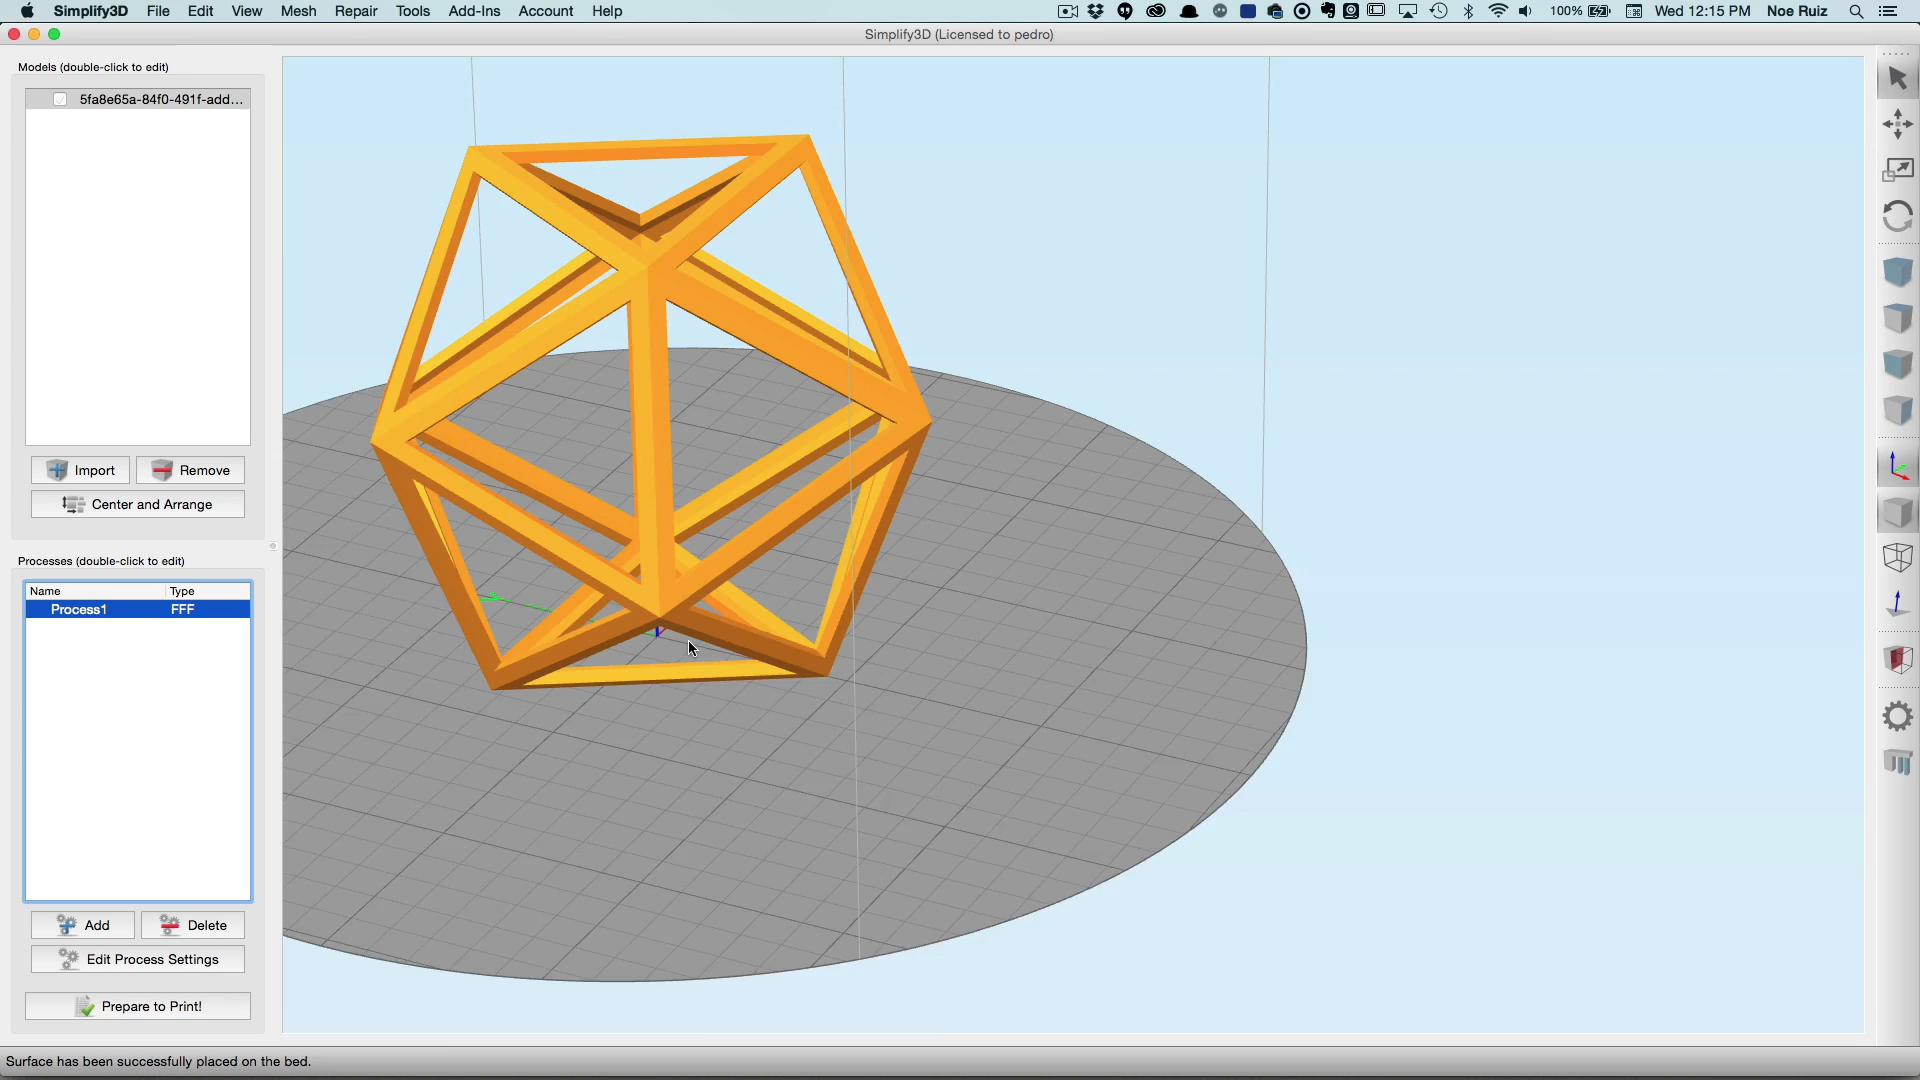 Simplify3D File Edit View Mesh Repair Tools Add-Ins Account Help 100% Wed 12:15 PM Noe Ruiz
Simplify3D (Licensed to pedro)
Models (double-click to edit)
5fa8e65a-84f0-491f-add...
Import Remove
Center and Arrange
Processes (double-click to edit)
Name Type
Process1 FFF
Add Delete
Edit Process Settings
Prepare to Print!
Surface has been successfully placed on the bed.